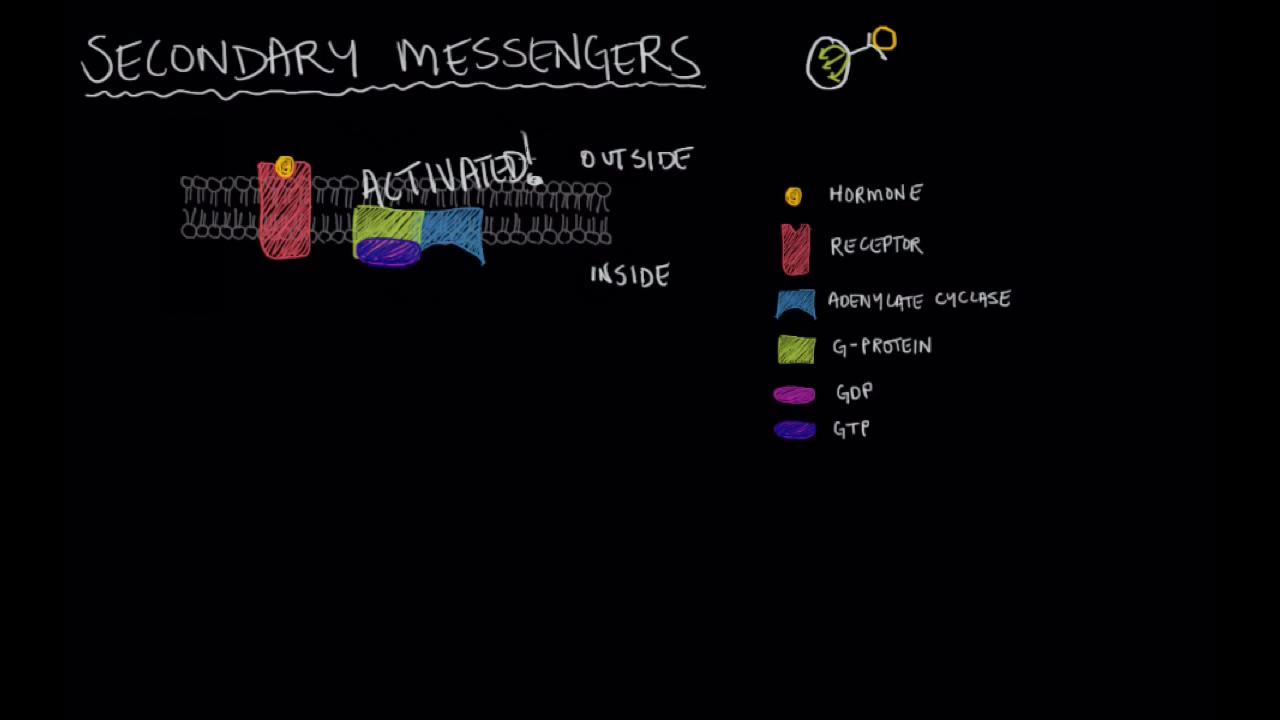 SECONDARY MESSENGERS
ACTIVATED!
OUTSIDE
INSIDE
HORMONE
RECEPTOR
ADENYLATE CYCLASE
G-PROTEIN
GDP
GTP